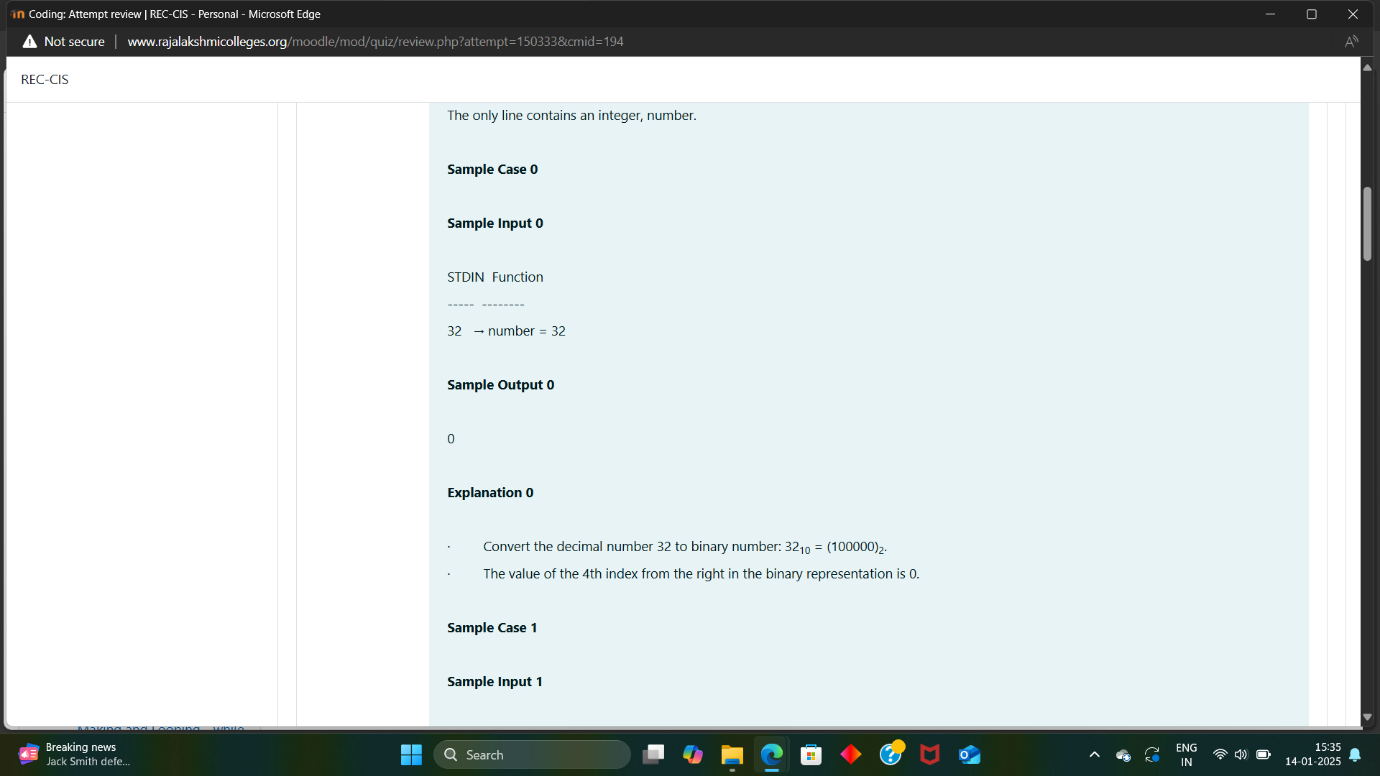 Coding: Attempt review | REC-CIS - Personal - Microsoft Edge
Not secure | www.rajalakshmicolleges.org/moodle/mod/quiz/review.php?attempt=150333&cmid=194
REC-CIS
The only line contains an integer, number.
Sample Case 0
Sample Input 0
STDIN  Function
-----  --------
32  → number = 32
Sample Output 0
0
Explanation 0
· Convert the decimal number 32 to binary number: 32₁₀ = (100000)₂.
· The value of the 4th index from the right in the binary representation is 0.
Sample Case 1
Sample Input 1
Making and Looping - while
Breaking news
Jack Smith defe...
Search
ENG
IN
15:35
14-01-2025